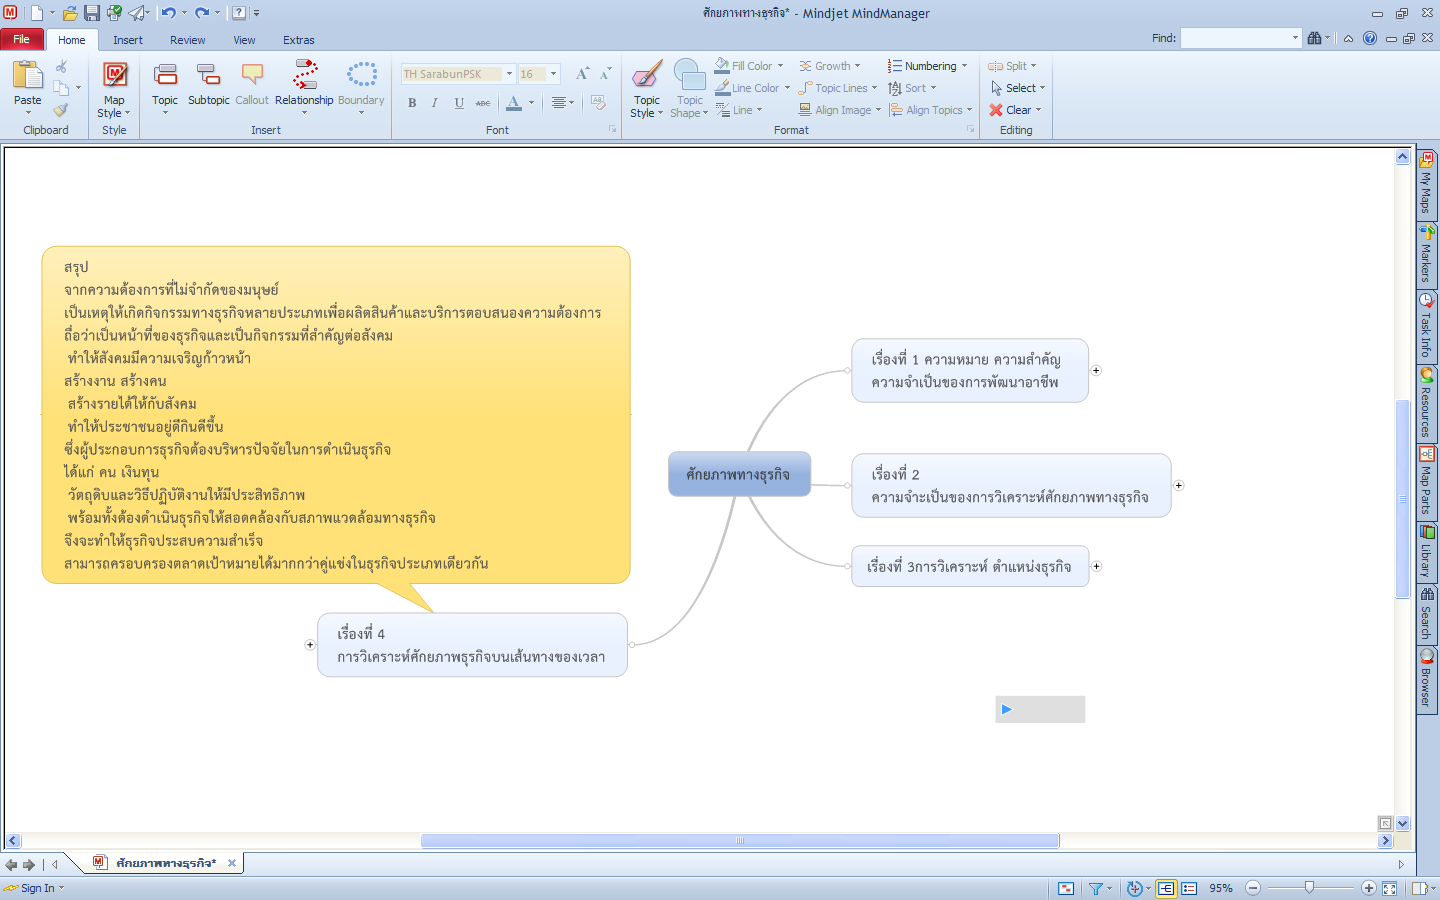 ศักยภาพทางธุรกิจ* - Mindjet MindManager
File Home Insert Review View Extras
Find:
Paste
Clipboard
Map Style
Style
Topic Subtopic Callout Relationship Boundary
Insert
TH SarabunPSK 16
B I U ABC A
Font
Topic Style Topic Shape
Fill Color Growth Numbering
Line Color Topic Lines Sort
Line Align Image Align Topics
Format
Split
Select
Clear
Editing
สรุป
จากความต้องการที่ไม่จำกัดของมนุษย์
เป็นเหตุให้เกิดกิจกรรมทางธุรกิจหลายประเภทเพื่อผลิตสินค้าและบริการตอบสนองความต้องการ
ถื่อว่าเป็นหน้าที่ของธุรกิจและเป็นกิจกรรมที่สำคัญต่อสังคม
ทำให้สังคมมีความเจริญก้าวหน้า
สร้างงาน สร้างคน
สร้างรายได้ให้กับสังคม
ทำให้ประชาชนอยู่ดีกินดีขึ้น
ซึ่งผู้ประกอบการธุรกิจต้องบริหารปัจจัยในการดำเนินธุรกิจ
ได้แก่ คน เงินทุน
วัตถุดิบและวิธีปฏิบัติงานให้มีประสิทธิภาพ
พร้อมทั้งต้องดำเนินธุรกิจให้สอดคล้องกับสภาพแวดล้อมทางธุรกิจ
จึงจะทำให้ธุรกิจประสบความสำเร็จ
สามารถครอบครองตลาดเป้าหมายได้มากกว่าคู่แข่งในธุรกิจประเภทเดียวกัน
เรื่องที่ 4
การวิเคราะห์ศักยภาพธุรกิจบนเส้นทางของเวลา
ศักยภาพทางธุรกิจ
เรื่องที่ 1 ความหมาย ความสำคัญ
ความจำเป็นของการพัฒนาอาชีพ
เรื่องที่ 2
ความจำะเป็นของการวิเคราะห์ศักยภาพทางธุรกิจ
เรื่องที่ 3การวิเคราะห์ ตำแหน่งธุรกิจ
My Maps
Markers
Task Info
Resources
Map Parts
Library
Search
Browser
ศักยภาพทางธุรกิจ*
Sign In
95%